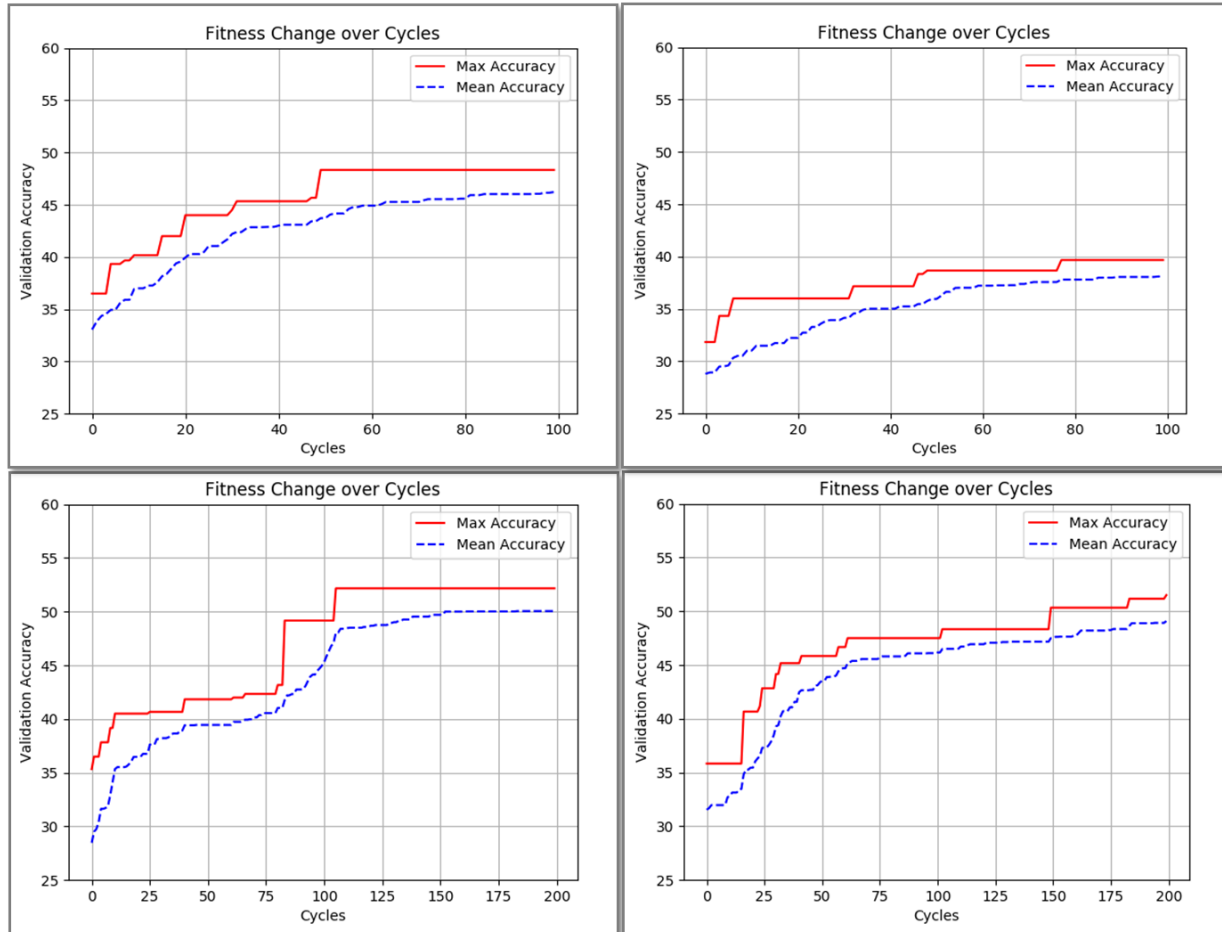 Fitness Change over Cycles
60
55
50
45
40
35
30
25
Validation Accuracy
Max Accuracy
Mean Accuracy
0 20 40 60 80 100
Cycles
Fitness Change over Cycles
60
55
50
45
40
35
30
25
Validation Accuracy
Max Accuracy
Mean Accuracy
0 20 40 60 80 100
Cycles
Fitness Change over Cycles
60
55
50
45
40
35
30
25
Validation Accuracy
Max Accuracy
Mean Accuracy
0 25 50 75 100 125 150 175 200
Cycles
Fitness Change over Cycles
60
55
50
45
40
35
30
25
Validation Accuracy
Max Accuracy
Mean Accuracy
0 25 50 75 100 125 150 175 200
Cycles